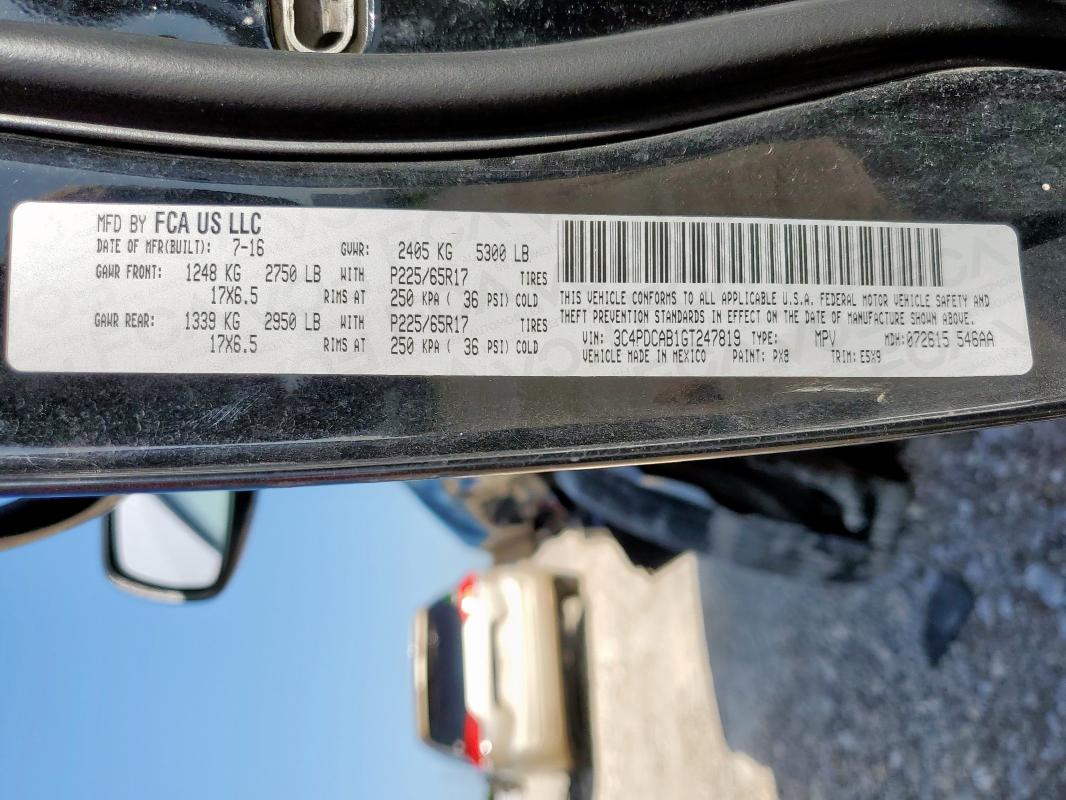 MFD BY FCA US LLC
DATE OF MFR(BUILT): 7-16 GVWR: 2405 KG 5300 LB
GAWR FRONT: 1248 KG 2750 LB WITH P225/65R17 TIRES
17X6.5 RIMS AT 250 KPA ( 36 PSI) COLD
GAWR REAR: 1339 KG 2950 LB WITH P225/65R17 TIRES
17X6.5 RIMS AT 250 KPA ( 36 PSI) COLD
THIS VEHICLE CONFORMS TO ALL APPLICABLE U.S.A. FEDERAL MOTOR VEHICLE SAFETY AND
THEFT PREVENTION STANDARDS IN EFFECT ON THE DATE OF MANUFACTURE SHOWN ABOVE.
VIN: 3C4PDCAB1GT247819 TYPE: MPV MDH: 072615 546AA
VEHICLE MADE IN MEXICO PAINT: PX8 TRIM: E5X9